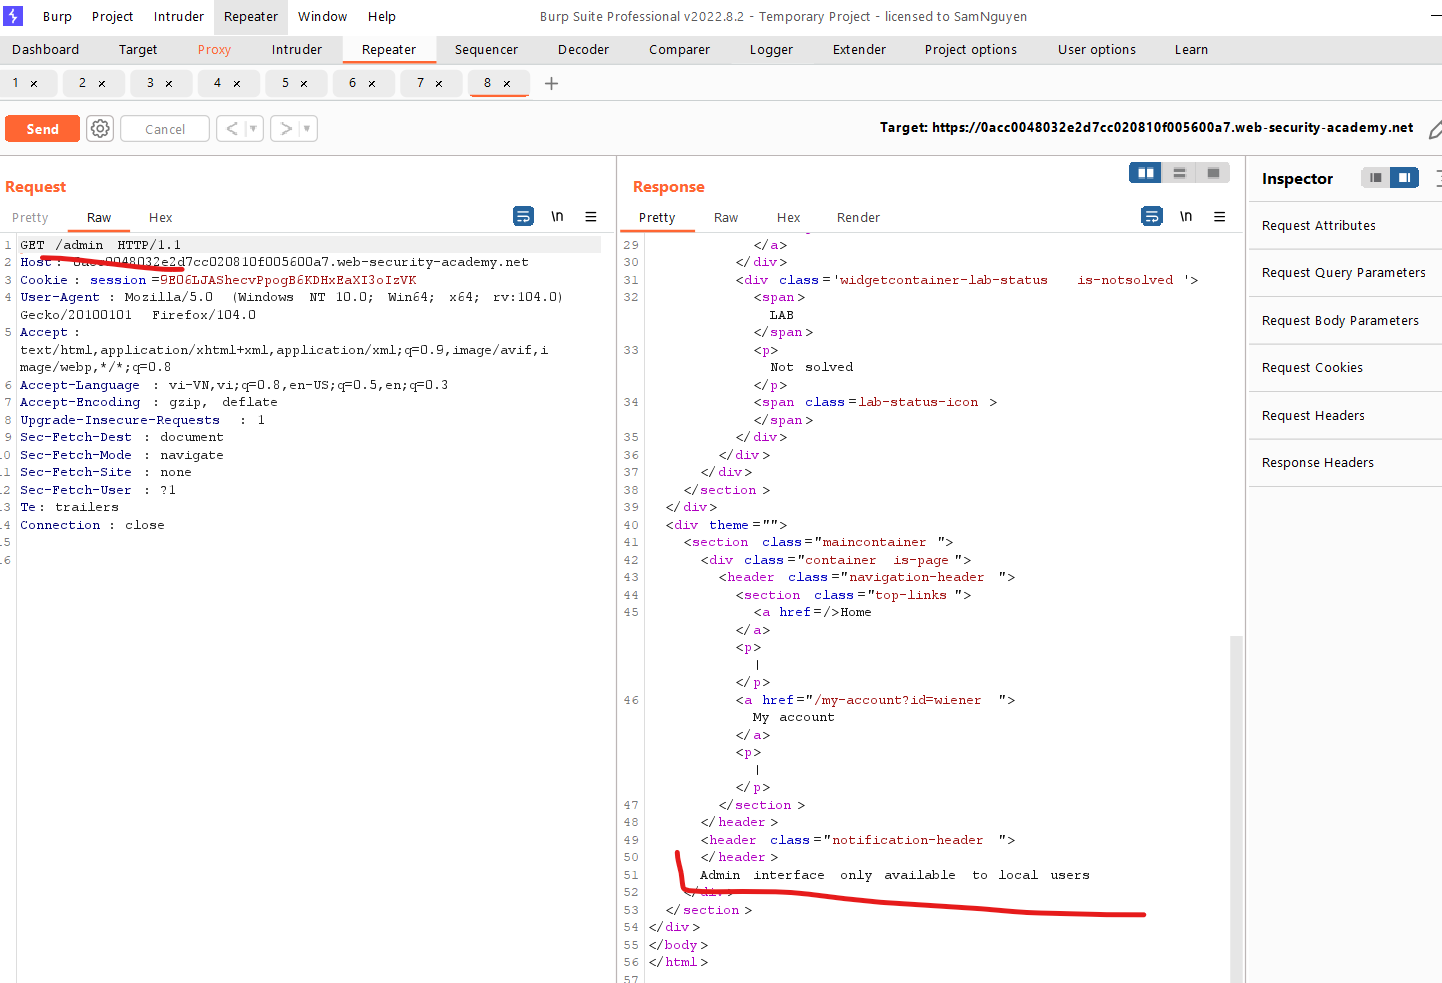 Burp Project Intruder Repeater Window Help Burp Suite Professional v2022.8.2 - Temporary Project - licensed to SamNguyen
Dashboard Target Proxy Intruder Repeater Sequencer Decoder Comparer Logger Extender Project options User options Learn
1 × 2 × 3 × 4 × 5 × 6 × 7 × 8 × +
Send Cancel < > Target: https://0acc0048032e2d7cc020810f005600a7.web-security-academy.net
Request
Pretty Raw Hex \n
1 GET /admin HTTP/1.1
2 Host: 0acc0048032e2d7cc020810f005600a7.web-security-academy.net
3 Cookie: session=9E06LJAShecvPpogB6KDHxEaXI3oIzVK
4 User-Agent: Mozilla/5.0 (Windows NT 10.0; Win64; x64; rv:104.0)
Gecko/20100101 Firefox/104.0
5 Accept:
text/html,application/xhtml+xml,application/xml;q=0.9,image/avif,i
mage/webp,*/*;q=0.8
6 Accept-Language: vi-VN,vi;q=0.8,en-US;q=0.5,en;q=0.3
7 Accept-Encoding: gzip, deflate
8 Upgrade-Insecure-Requests: 1
9 Sec-Fetch-Dest: document
.0 Sec-Fetch-Mode: navigate
.1 Sec-Fetch-Site: none
.2 Sec-Fetch-User: ?1
.3 Te: trailers
.4 Connection: close
.5
.6
Response
Pretty Raw Hex Render \n
29 </a>
30 </div>
31 <div class='widgetcontainer-lab-status is-notsolved'>
32 <span>
LAB
</span>
33 <p>
Not solved
</p>
34 <span class=lab-status-icon>
</span>
35 </div>
36 </div>
37 </div>
38 </section>
39 </div>
40 <div theme="">
41 <section class="maincontainer">
42 <div class="container is-page">
43 <header class="navigation-header">
44 <section class="top-links">
45 <a href=/>Home
</a>
<p>
|
</p>
46 <a href="/my-account?id=wiener">
My account
</a>
<p>
|
</p>
47 </section>
48 </header>
49 <header class="notification-header">
50 </header>
51 Admin interface only available to local users
52 </div>
53 </section>
54 </div>
55 </body>
56 </html>
57
Inspector
Request Attributes
Request Query Parameters
Request Body Parameters
Request Cookies
Request Headers
Response Headers